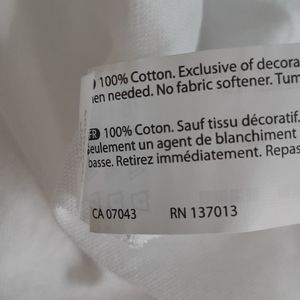 100% Cotton. Exclusive of decora
en needed. No fabric softener. Tum
FR 100% Coton. Sauf tissu décoratif.
Seulement un agent de blanchiment
basse. Retirez immédiatement. Repas
CA 07043 RN 137013